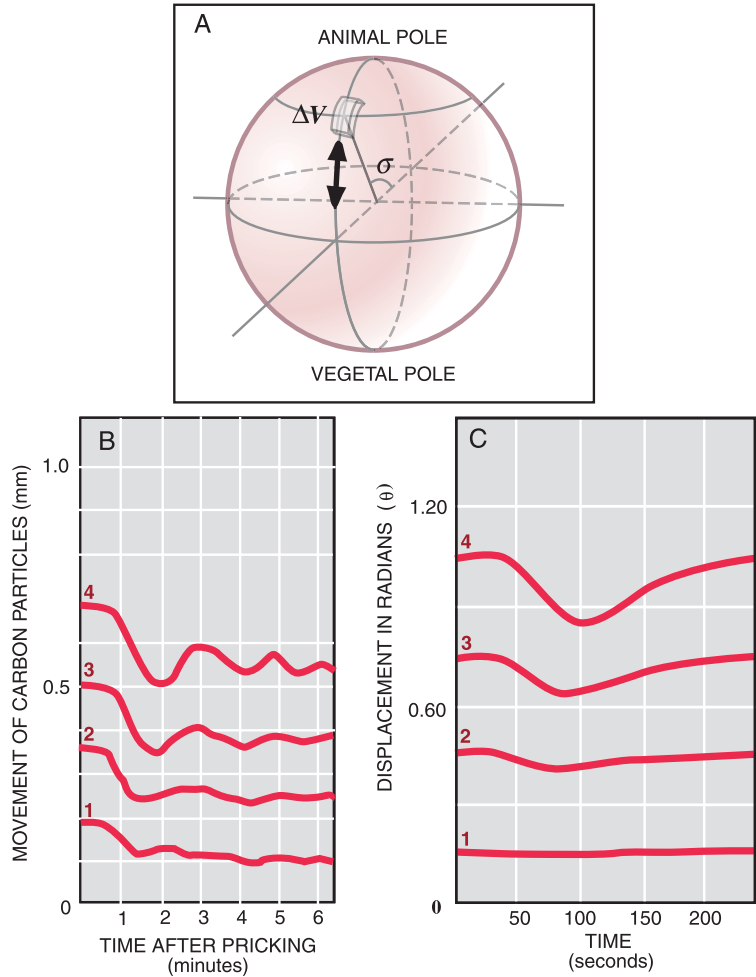 A
ANIMAL POLE
ΔV
σ
VEGETAL POLE
B
MOVEMENT OF CARBON PARTICLES (mm)
1.0
0.5
0
4
3
2
1
1 2 3 4 5 6
TIME AFTER PRICKING
(minutes)
C
DISPLACEMENT IN RADIANS (θ)
1.20
0.60
0
4
3
2
1
50 100 150 200
TIME
(seconds)